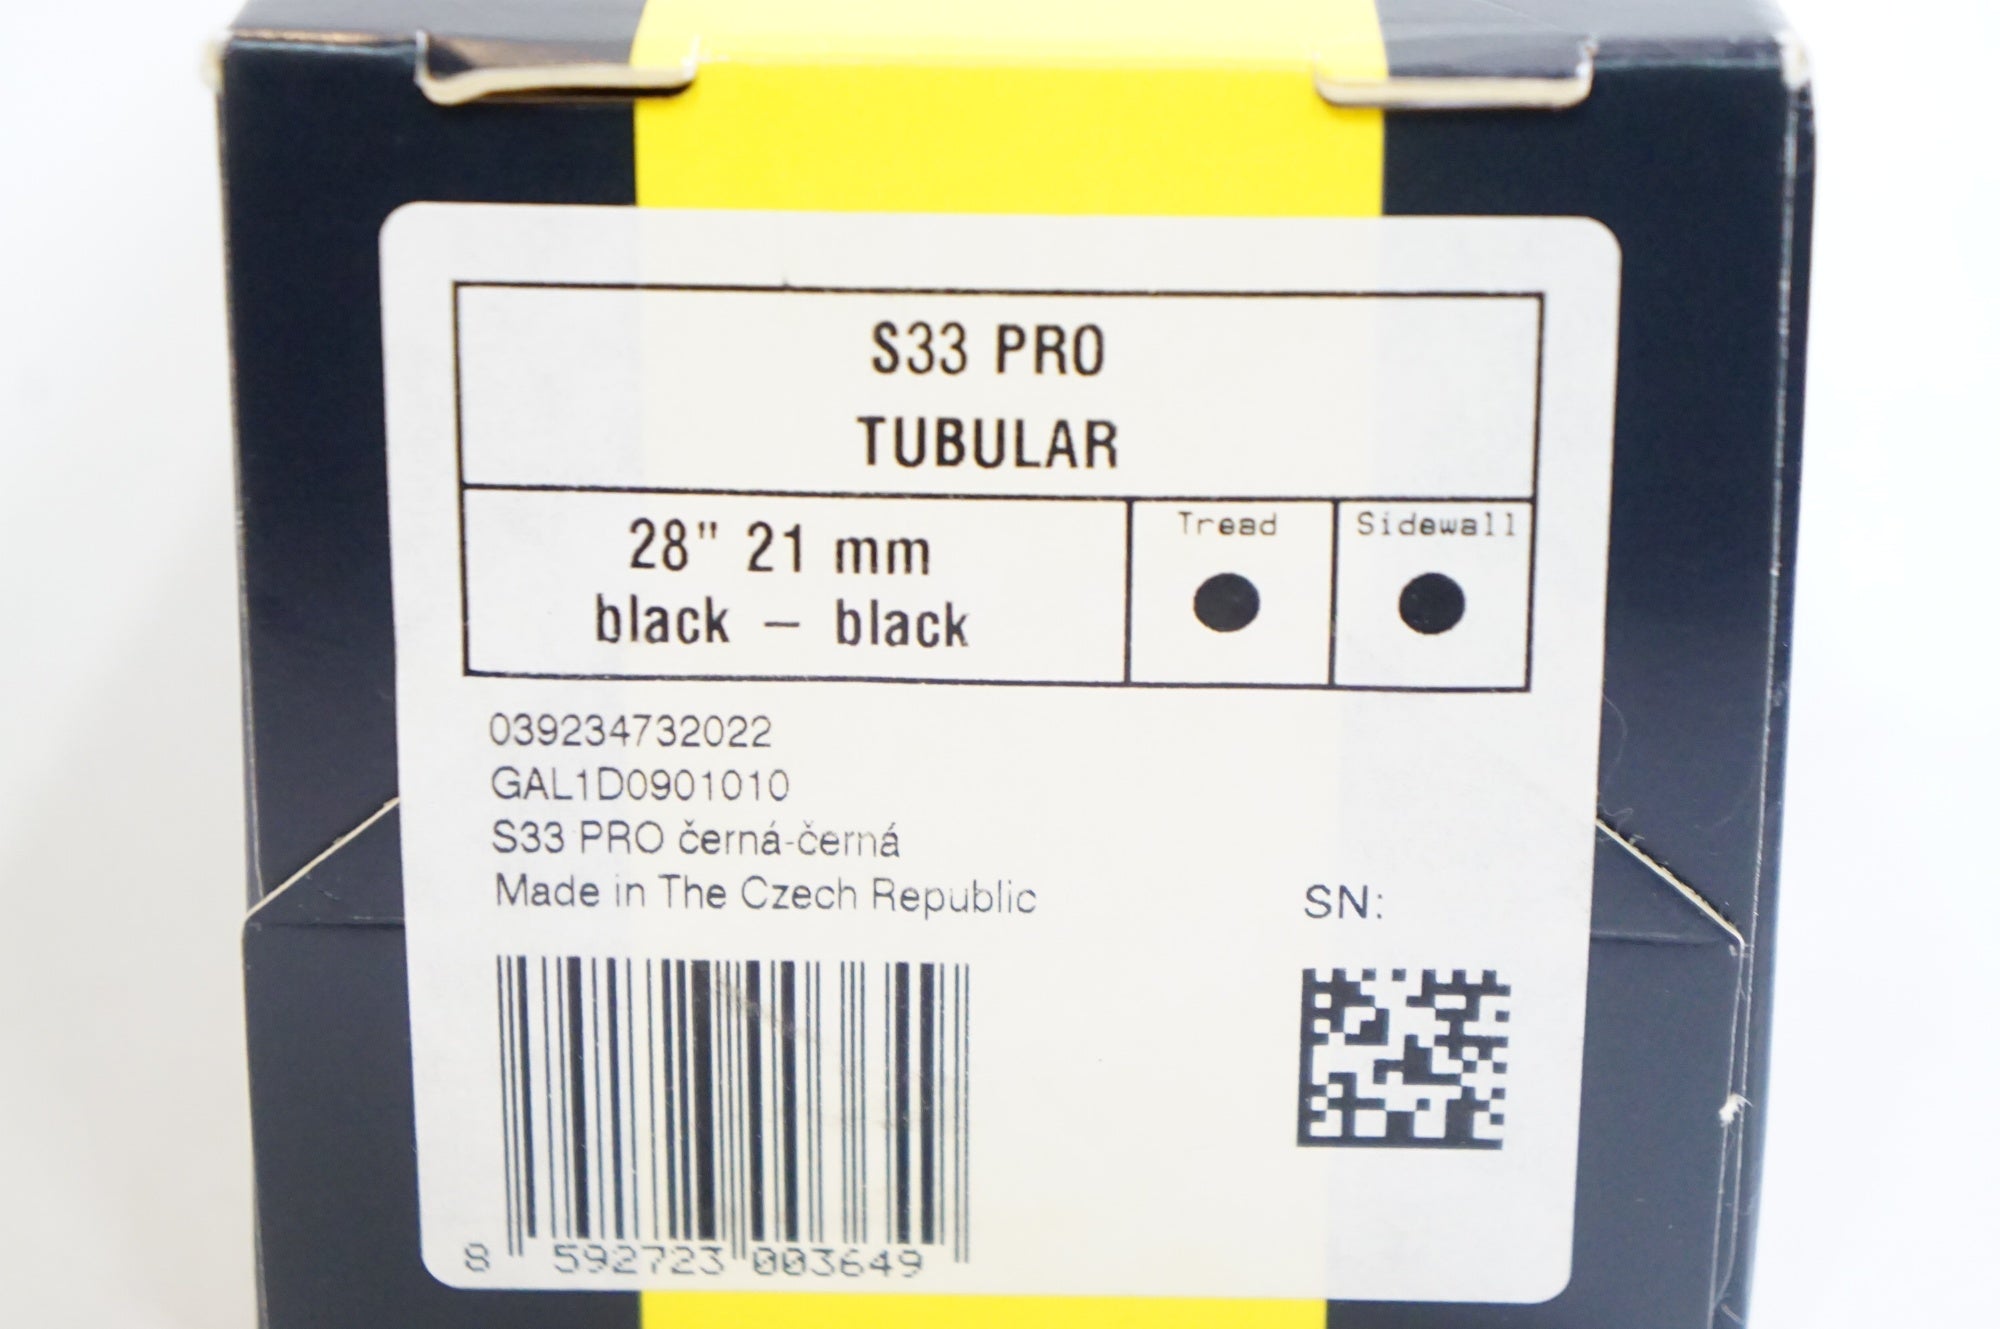 S33 PRO
TUBULAR
28" 21 mm
black – black
Tread
Sidewall
039234732022
GAL1D0901010
S33 PRO černá-černá
Made in The Czech Republic
SN:
8 592723 003649